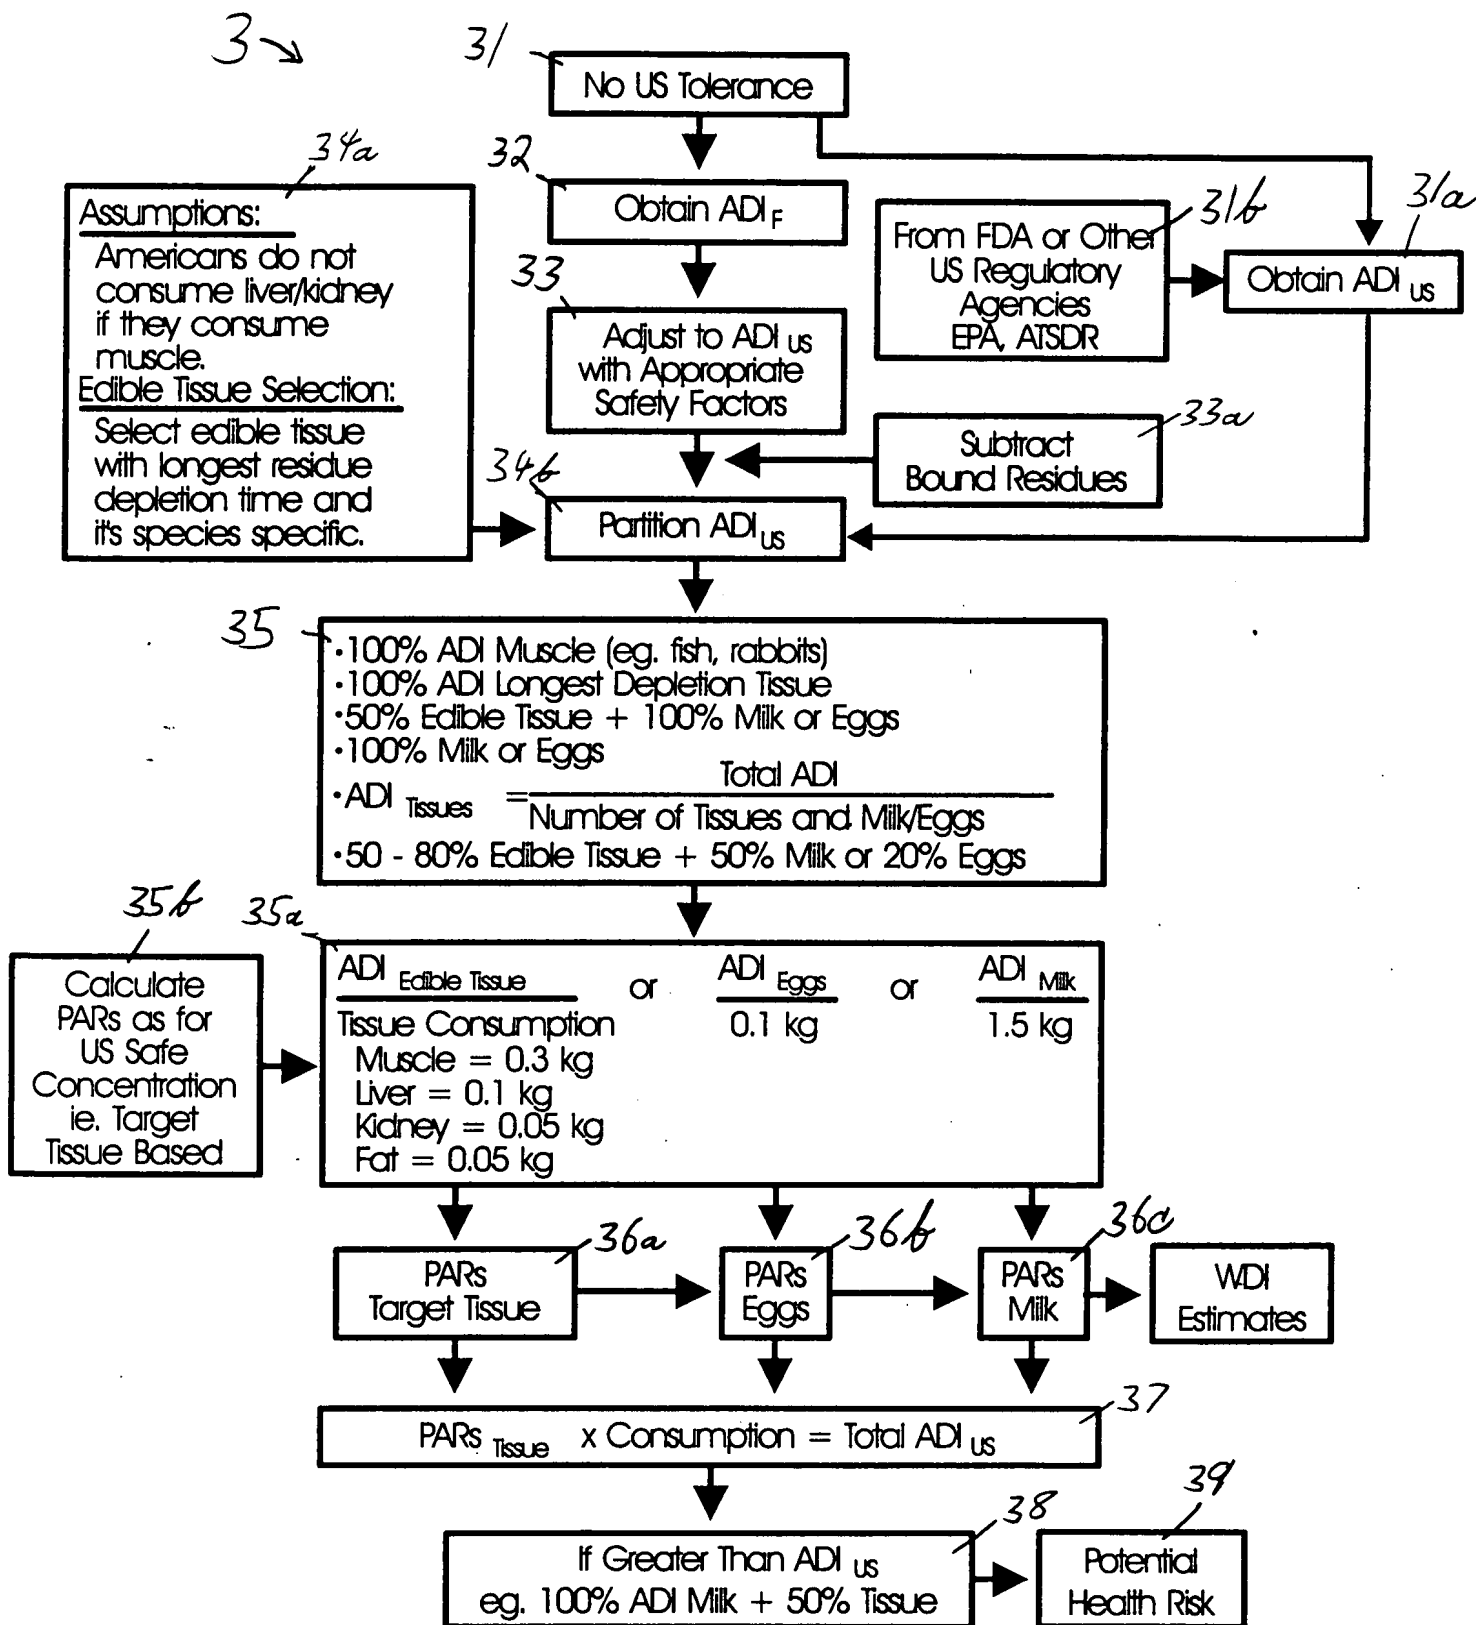 3
31
No US Tolerance
32
Obtain ADI F
31a
Obtain ADI US
31b
From FDA or Other
US Regulatory
Agencies
EPA, ATSDR
34a
Assumptions:
Americans do not
consume liver/kidney
if they consume
muscle.
Edible Tissue Selection:
Select edible tissue
with longest residue
depletion time and
it's species specific.
33
Adjust to ADI US
with Appropriate
Safety Factors
33a
Subtract
Bound Residues
34b
Partition ADI US
35
·100% ADI Muscle (eg. fish, rabbits)
·100% ADI Longest Depletion Tissue
·50% Edible Tissue + 100% Milk or Eggs
·100% Milk or Eggs
·ADI Tissues = Total ADI
Number of Tissues and Milk/Eggs
·50 - 80% Edible Tissue + 50% Milk or 20% Eggs
35b
Calculate
PARs as for
US Safe
Concentration
ie. Target
Tissue Based
35a
ADI Edible Tissue or ADI Eggs or ADI Milk
Tissue Consumption 0.1 kg 1.5 kg
Muscle = 0.3 kg
Liver = 0.1 kg
Kidney = 0.05 kg
Fat = 0.05 kg
36a
PARs
Target Tissue
36b
PARs
Eggs
36c
PARs
Milk
WDI
Estimates
37
PARs Tissue x Consumption = Total ADI US
38
If Greater Than ADI US
eg. 100% ADI Milk + 50% Tissue
39
Potential
Health Risk